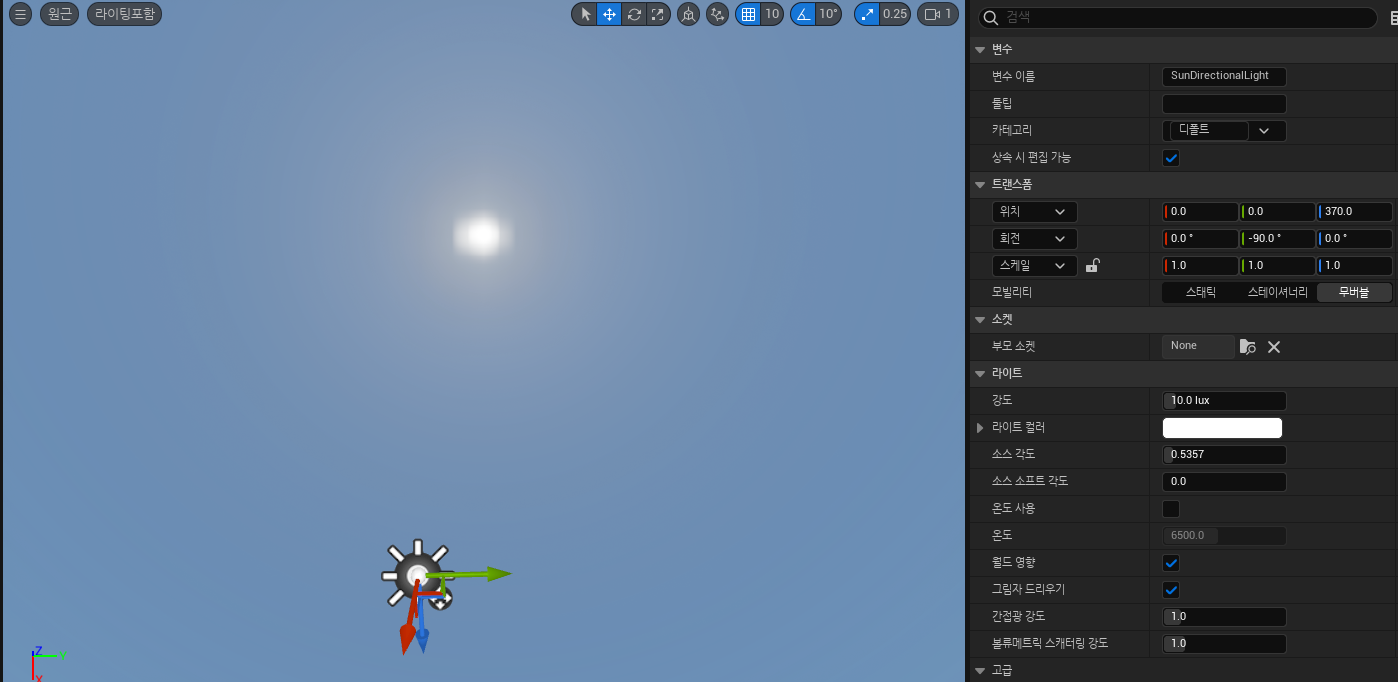 원근 라이팅포함 10 10° 0.25 1
검색
변수
변수 이름 SunDirectionalLight
툴팁
카테고리 디폴트
상속 시 편집 가능
트랜스폼
위치 0.0 0.0 370.0
회전 0.0 ° -90.0 ° 0.0 °
스케일 1.0 1.0 1.0
모빌리티 스태틱 스테이셔너리 무버블
소켓
부모 소켓 None
라이트
강도 10.0 lux
라이트 컬러
소스 각도 0.5357
소스 소프트 각도 0.0
온도 사용
온도 6500.0
월드 영향
그림자 드리우기
간접광 강도 1.0
볼류메트릭 스캐터링 강도 1.0
고급
Z
Y
X